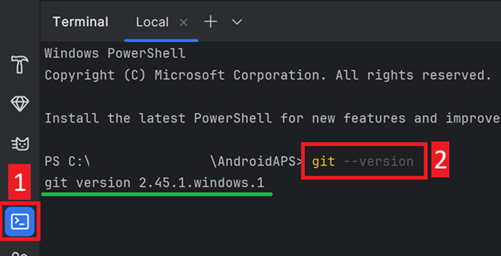 Terminal Local
Windows PowerShell
Copyright (C) Microsoft Corporation. All rights reserved.
Install the latest PowerShell for new features and improve
PS C:\ \AndroidAPS> git --version
2
git version 2.45.1.windows.1
1